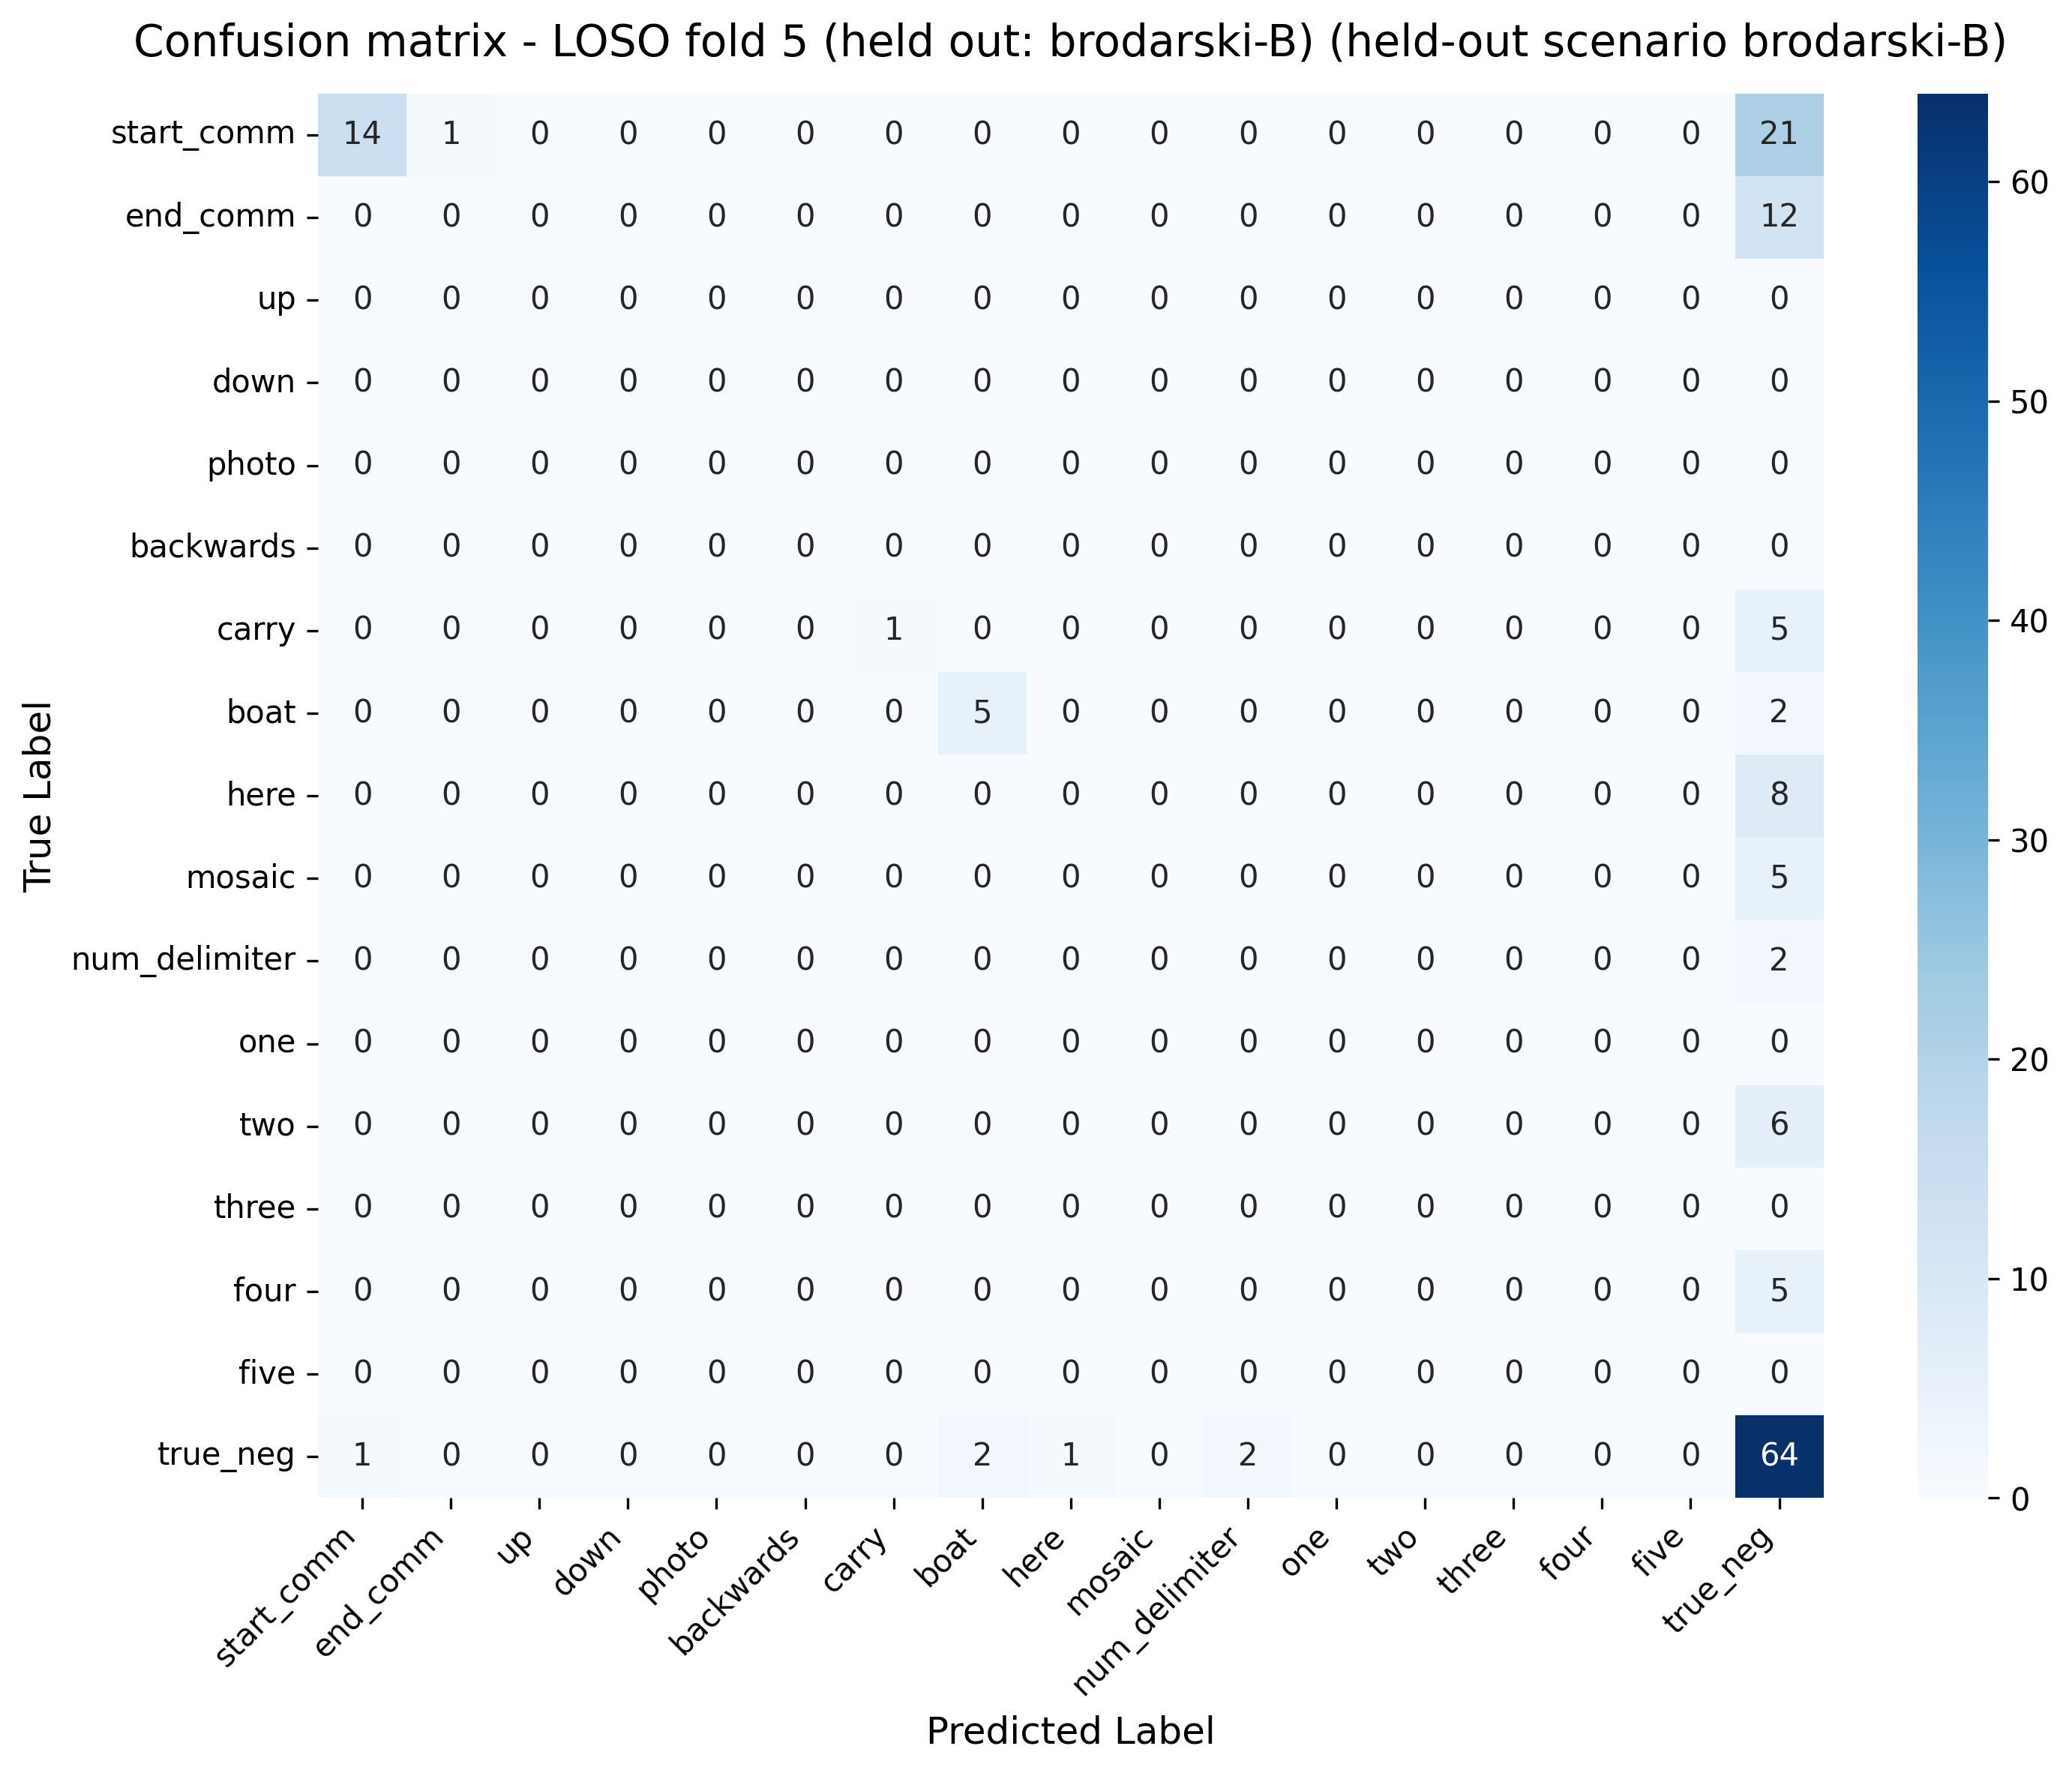 Confusion matrix - LOSO fold 5 (held out: brodarski-B) (held-out scenario brodarski-B)
start_comm 14 1 0 0 0 0 0 0 0 0 0 0 0 0 0 0 21
end_comm 0 0 0 0 0 0 0 0 0 0 0 0 0 0 0 0 12
up 0 0 0 0 0 0 0 0 0 0 0 0 0 0 0 0 0
down 0 0 0 0 0 0 0 0 0 0 0 0 0 0 0 0 0
photo 0 0 0 0 0 0 0 0 0 0 0 0 0 0 0 0 0
backwards 0 0 0 0 0 0 0 0 0 0 0 0 0 0 0 0 0
carry 0 0 0 0 0 0 1 0 0 0 0 0 0 0 0 0 5
boat 0 0 0 0 0 0 0 5 0 0 0 0 0 0 0 0 2
here 0 0 0 0 0 0 0 0 0 0 0 0 0 0 0 0 8
mosaic 0 0 0 0 0 0 0 0 0 0 0 0 0 0 0 0 5
num_delimiter 0 0 0 0 0 0 0 0 0 0 0 0 0 0 0 0 2
one 0 0 0 0 0 0 0 0 0 0 0 0 0 0 0 0 0
two 0 0 0 0 0 0 0 0 0 0 0 0 0 0 0 0 6
three 0 0 0 0 0 0 0 0 0 0 0 0 0 0 0 0 0
four 0 0 0 0 0 0 0 0 0 0 0 0 0 0 0 0 5
five 0 0 0 0 0 0 0 0 0 0 0 0 0 0 0 0 0
true_neg 1 0 0 0 0 0 0 2 1 0 2 0 0 0 0 0 64
start_comm end_comm up down photo backwards carry boat here mosaic num_delimiter one two three four five true_neg
Predicted Label
True Label
60
50
40
30
20
10
0